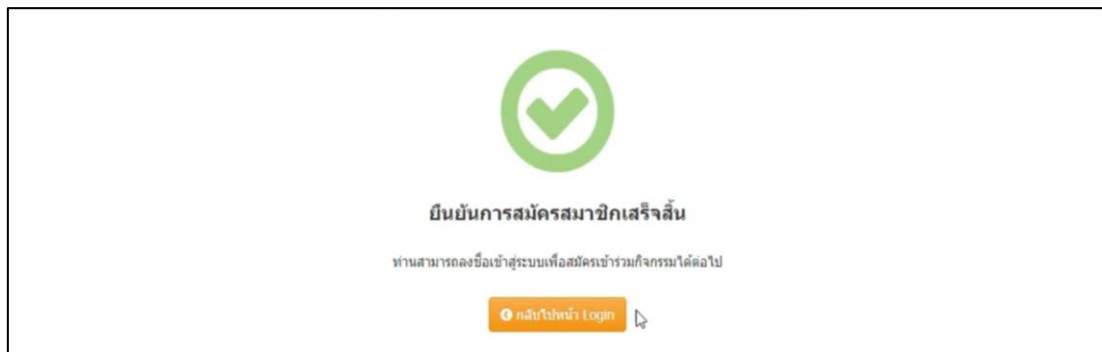 ยืนยันการสมัครสมาชิกเสร็จสิ้น
ท่านสามารถลงชื่อเข้าสู่ระบบเพื่อสมัครเข้าร่วมกิจกรรมได้ต่อไป
กลับไปหน้า Login